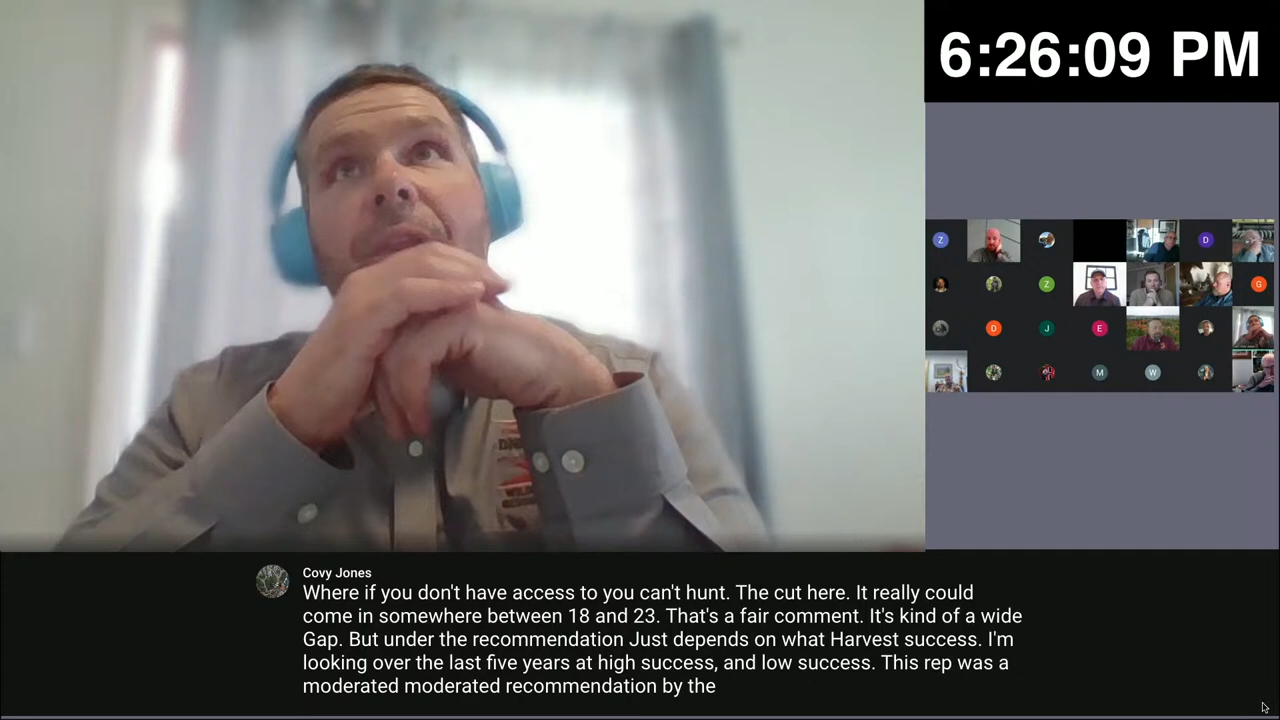 6:26:09 PM
Z
D
Z
G
D
J
E
M
W
Covy Jones
Where if you don't have access to you can't hunt. The cut here. It really could
come in somewhere between 18 and 23. That's a fair comment. It's kind of a wide
Gap. But under the recommendation Just depends on what Harvest success. I'm
looking over the last five years at high success, and low success. This rep was a
moderated moderated recommendation by the